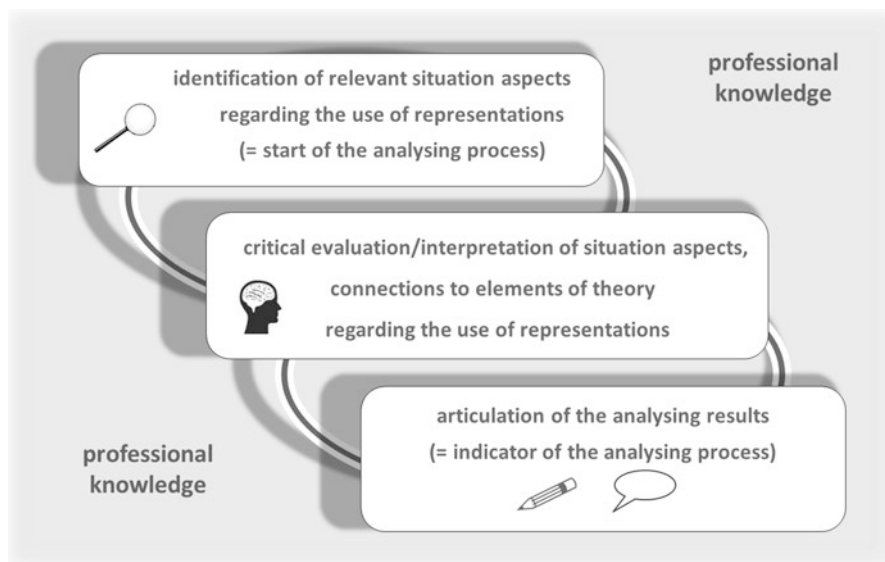 professional
knowledge
identification of relevant situation aspects
regarding the use of representations
(= start of the analysing process)
critical evaluation/interpretation of situation aspects,
connections to elements of theory
regarding the use of representations
articulation of the analysing results
(= indicator of the analysing process)
professional
knowledge